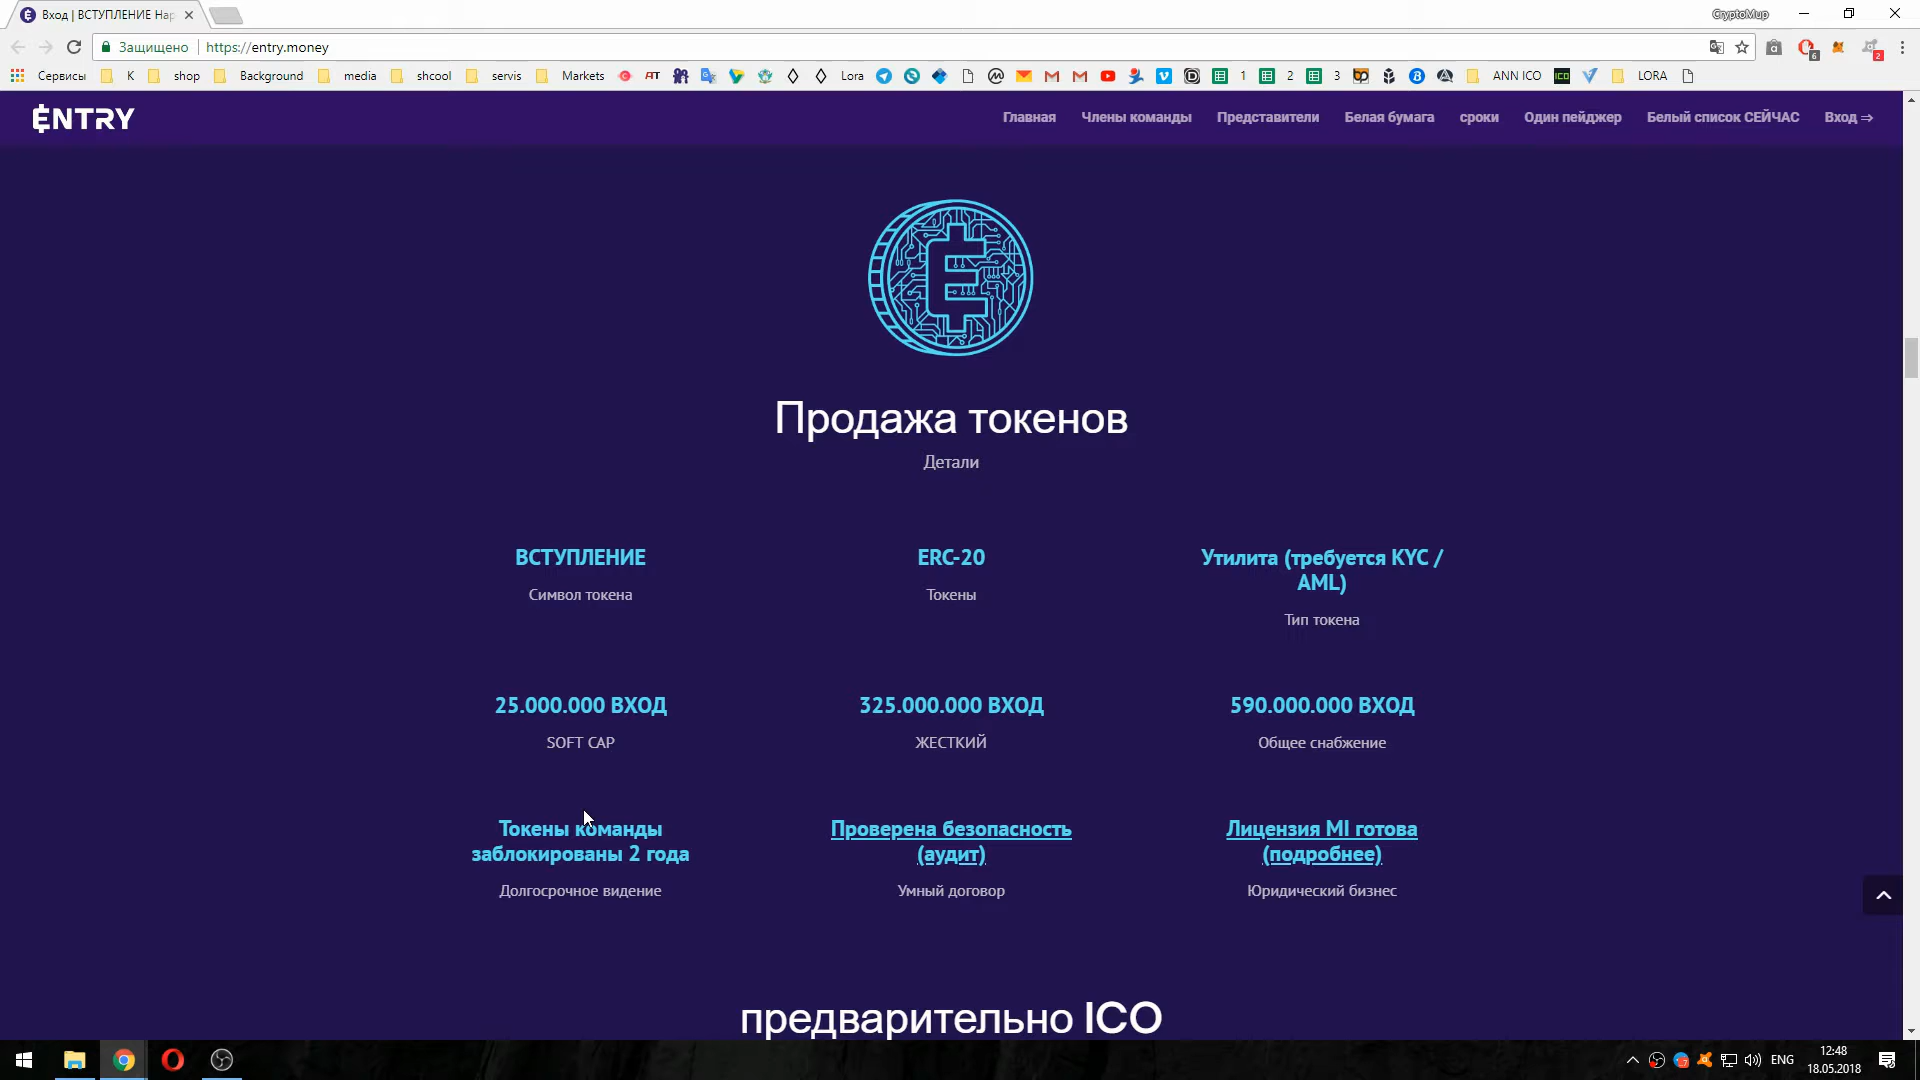 Вход | ВСТУПЛЕНИЕ Нар
CryptoMup
Защищено https://entry.money
Сервисы K shop Background media shcool servis Markets Lora 1 2 3 ANN ICO LORA
ENTRY Главная Члены команды Представители Белая бумага сроки Один пейджер Белый список СЕЙЧАС Вход ⇒
Продажа токенов
Детали
ВСТУПЛЕНИЕ
Символ токена
ERC-20
Токены
Утилита (требуется KYC /
AML)
Тип токена
25.000.000 ВХОД
SOFT CAP
325.000.000 ВХОД
ЖЕСТКИЙ
590.000.000 ВХОД
Общее снабжение
Токены команды
заблокированы 2 года
Долгосрочное видение
Проверена безопасность
(аудит)
Умный договор
Лицензия MI готова
(подробнее)
Юридический бизнес
предварительно ICO
ENG
12:48
18.05.2018